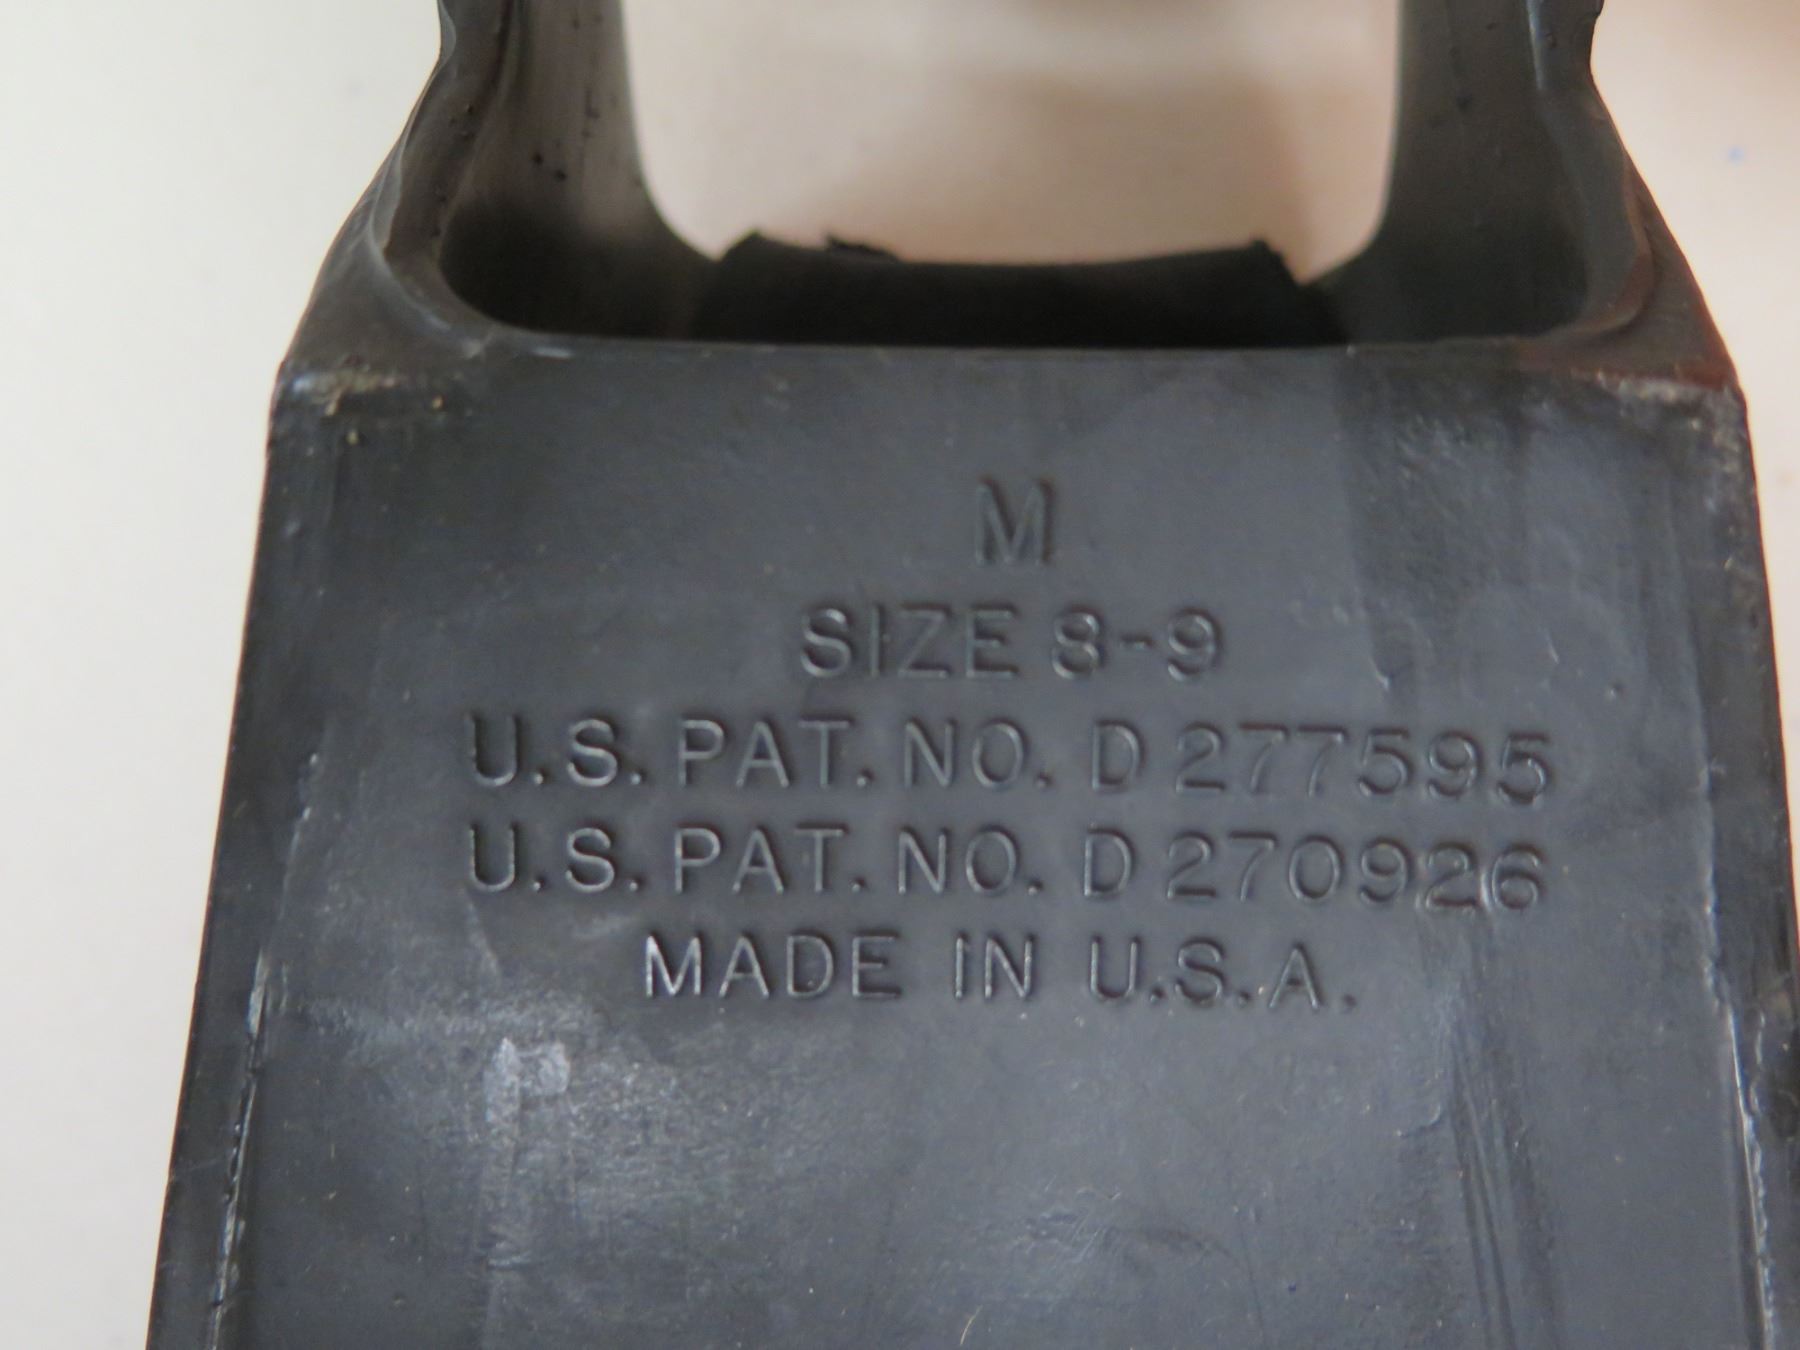 M
SIZE 8-9
U.S. PAT. NO. D 277595
U.S. PAT. NO. D 270926
MADE IN U.S.A.